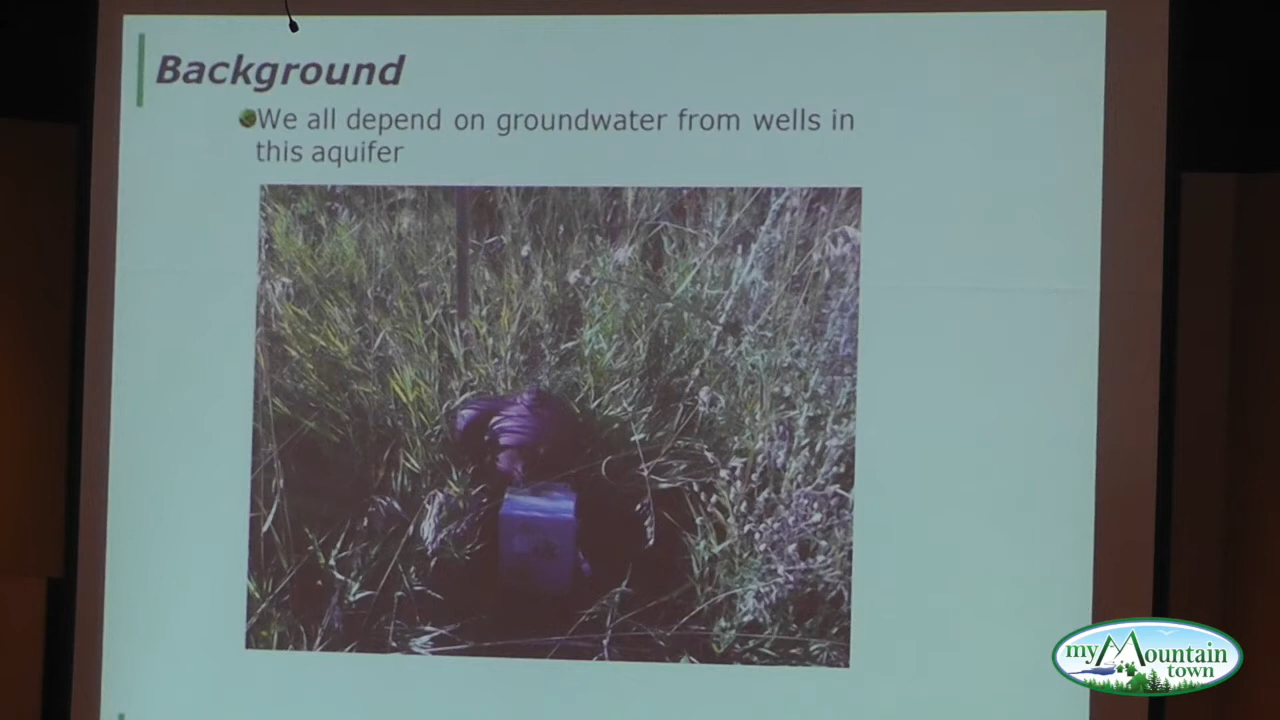 Background
We all depend on groundwater from wells in
this aquifer
my Mountain
town